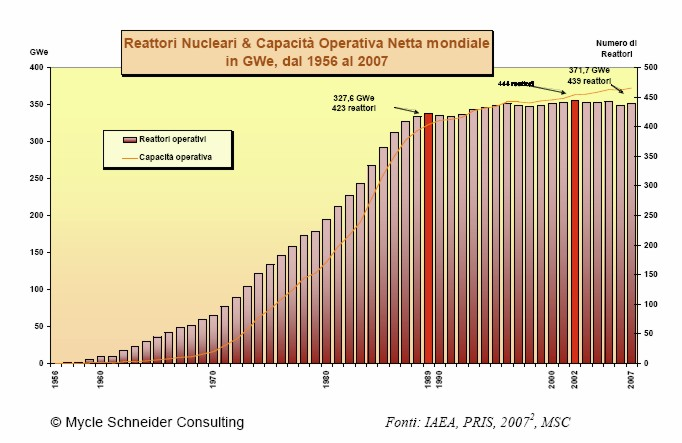 Reattori Nucleari & Capacità Operativa Netta mondiale
in GWe, dal 1956 al 2007
GWe
Numero di
Reattori
400
350
300
250
200
150
100
50
0
500
450
400
350
300
250
200
150
100
50
0
327,6 GWe
423 reattori
444 reattori
371,7 GWe
439 reattori
Reattori operativi
Capacità operativa
1956
1960
1970
1980
1989
1990
2000
2002
2007
© Mycle Schneider Consulting
Fonti: IAEA, PRIS, 2007², MSC